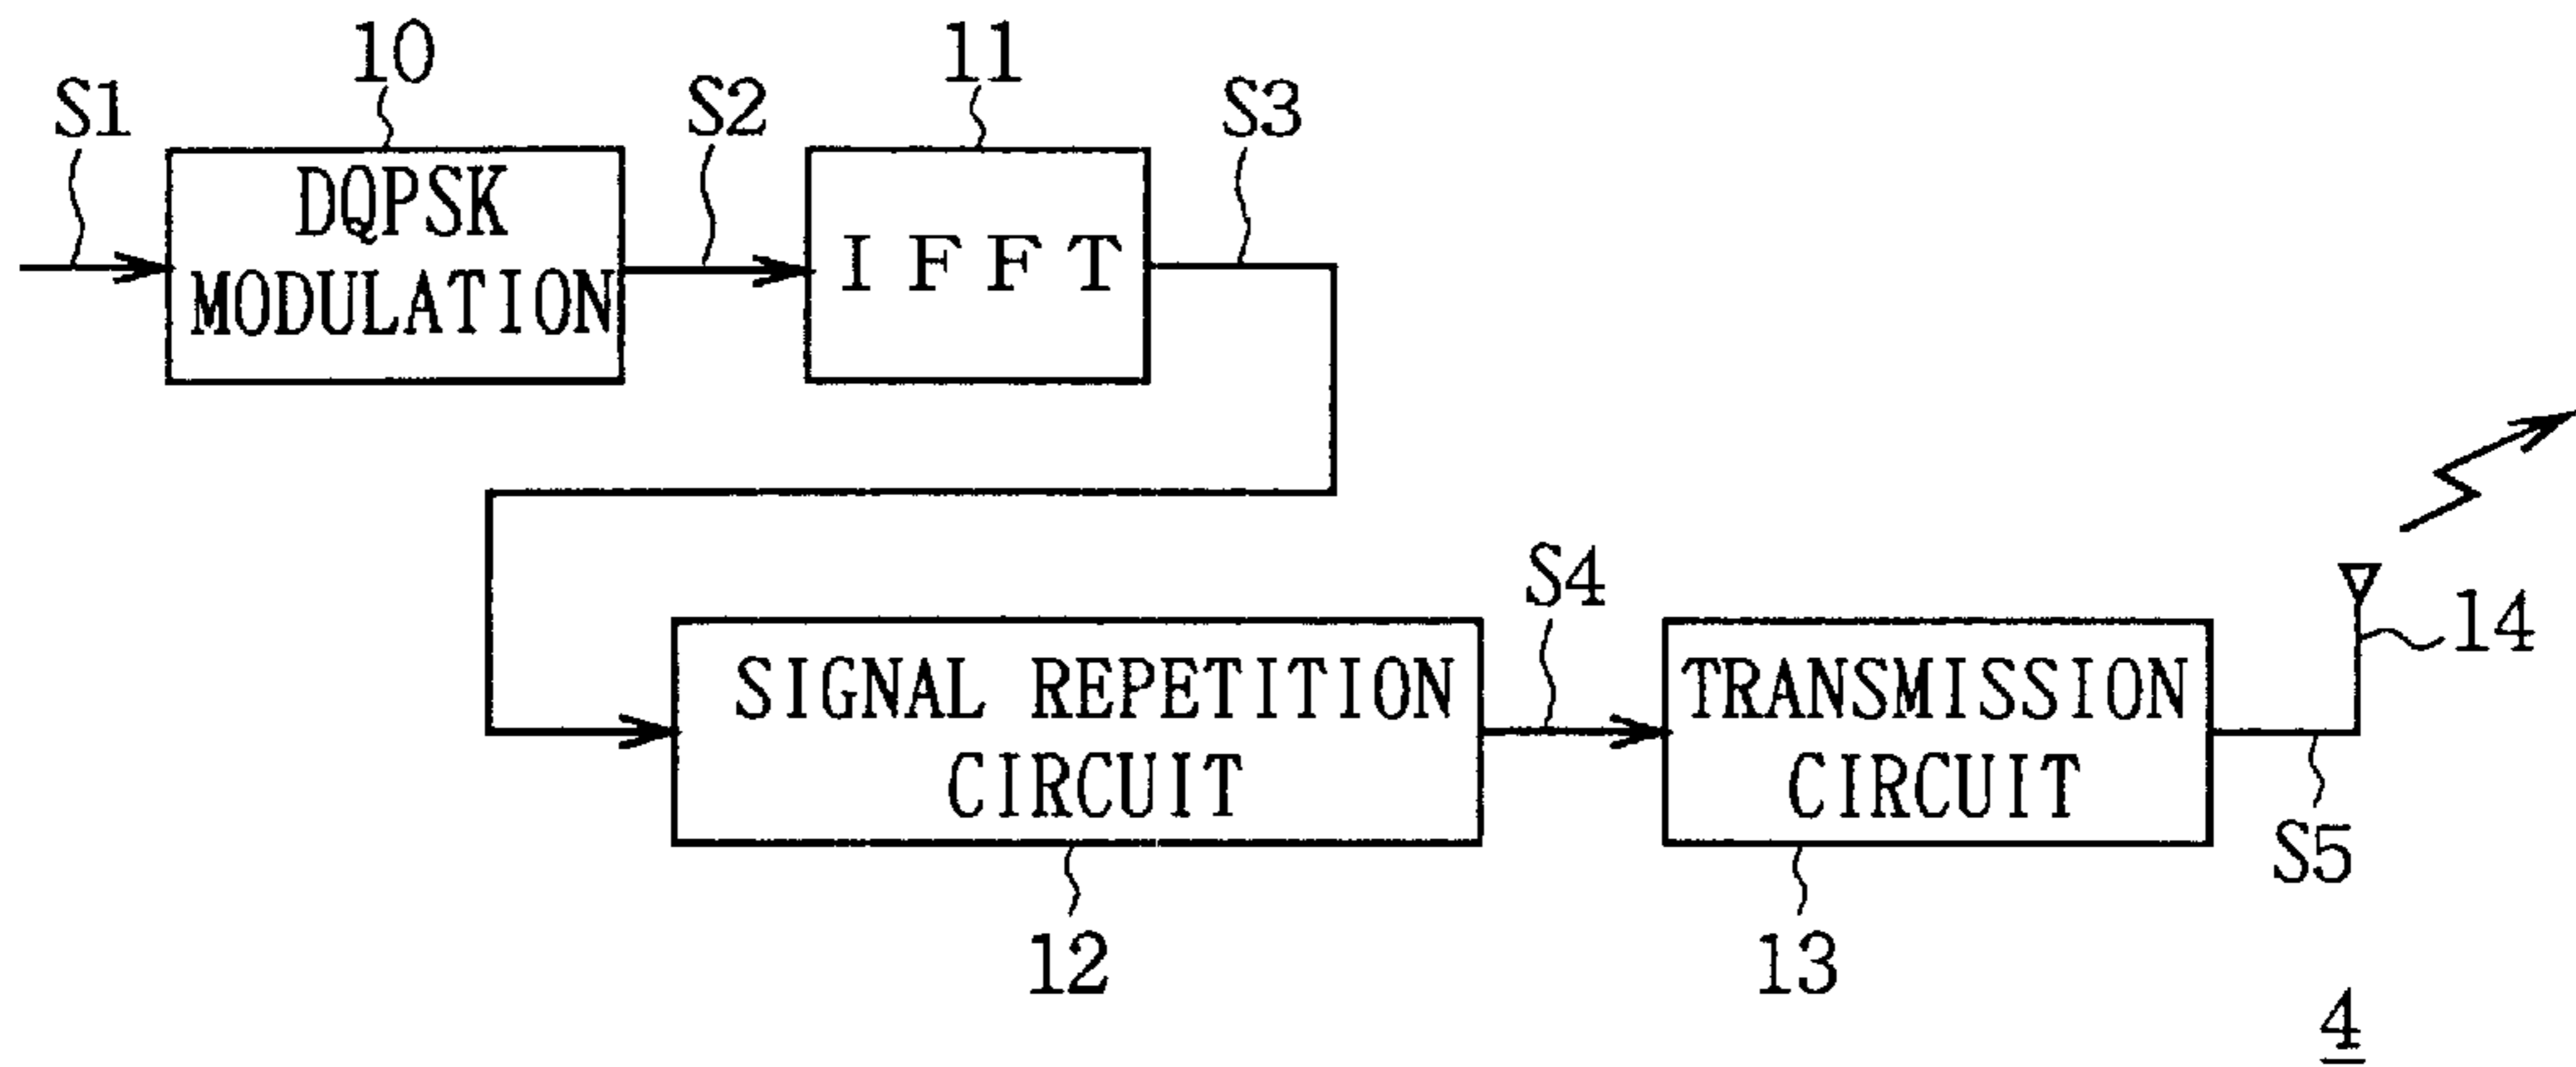 10
11
S1
S2
S3
DQPSK
MODULATION
I F F T
S4
14
SIGNAL REPETITION
CIRCUIT
TRANSMISSION
CIRCUIT
S5
12
13
4